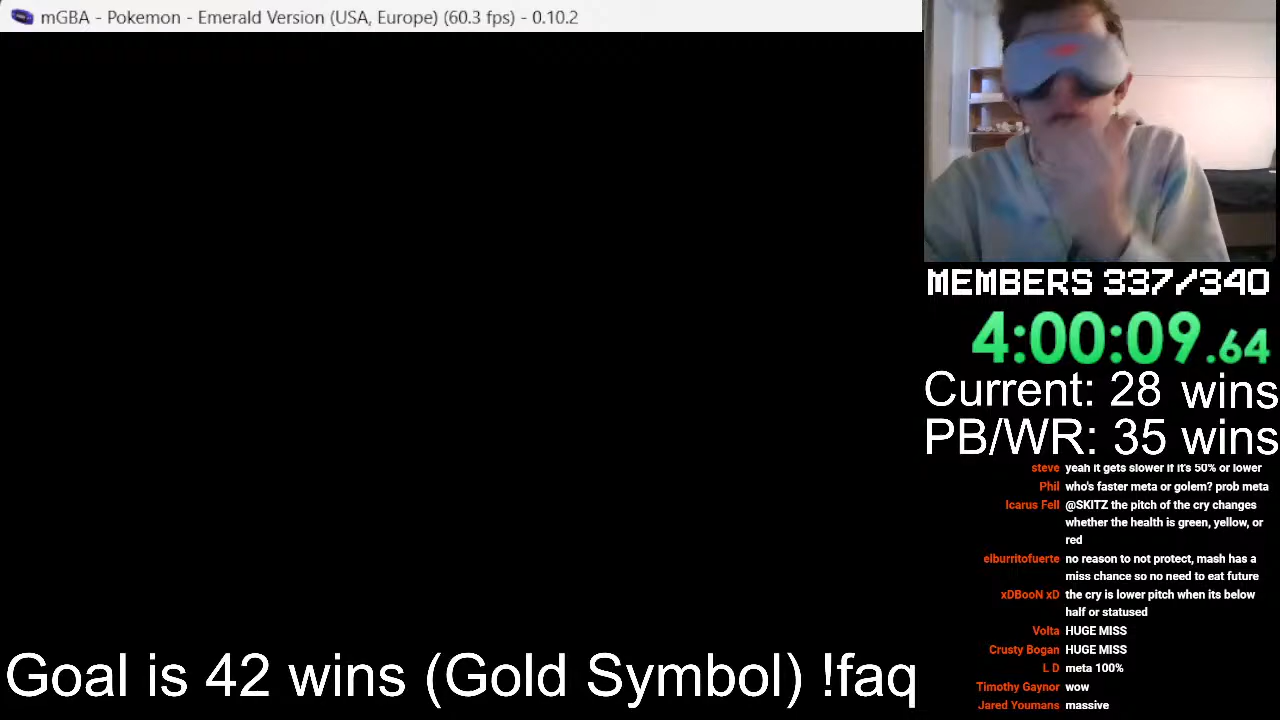 mGBA - Pokemon - Emerald Version (USA, Europe) (60.3 fps) - 0.10.2
MEMBERS 337/340
4:00:09.64
Current: 28 wins
PB/WR: 35 wins
steve yeah it gets slower if it's 50% or lower
Phil who's faster meta or golem? prob meta
Icarus Fell @SKITZ the pitch of the cry changes
whether the health is green, yellow, or
red
elburritofuerte no reason to not protect, mash has a
miss chance so no need to eat future
xDBooN xD the cry is lower pitch when its below
half or statused
Volta HUGE MISS
Crusty Bogan HUGE MISS
L D meta 100%
Timothy Gaynor wow
Jared Youmans massive
Goal is 42 wins (Gold Symbol) !faq